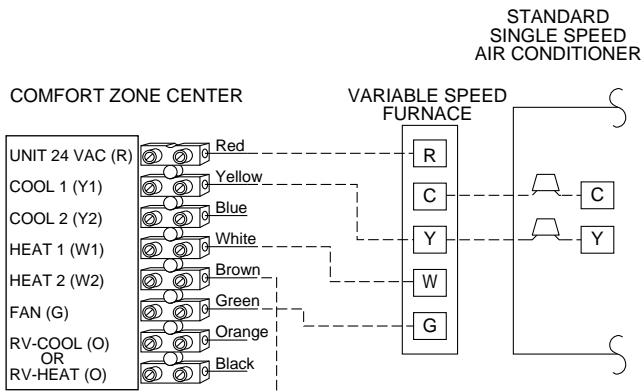 STANDARD
SINGLE SPEED
AIR CONDITIONER
COMFORT ZONE CENTER
VARIABLE SPEED
FURNACE
UNIT 24 VAC (R)
Red
R
COOL 1 (Y1)
Yellow
C
C
COOL 2 (Y2)
Blue
Y
Y
HEAT 1 (W1)
White
HEAT 2 (W2)
Brown
W
FAN (G)
Green
G
RV-COOL (O)
Orange
OR
RV-HEAT (O)
Black